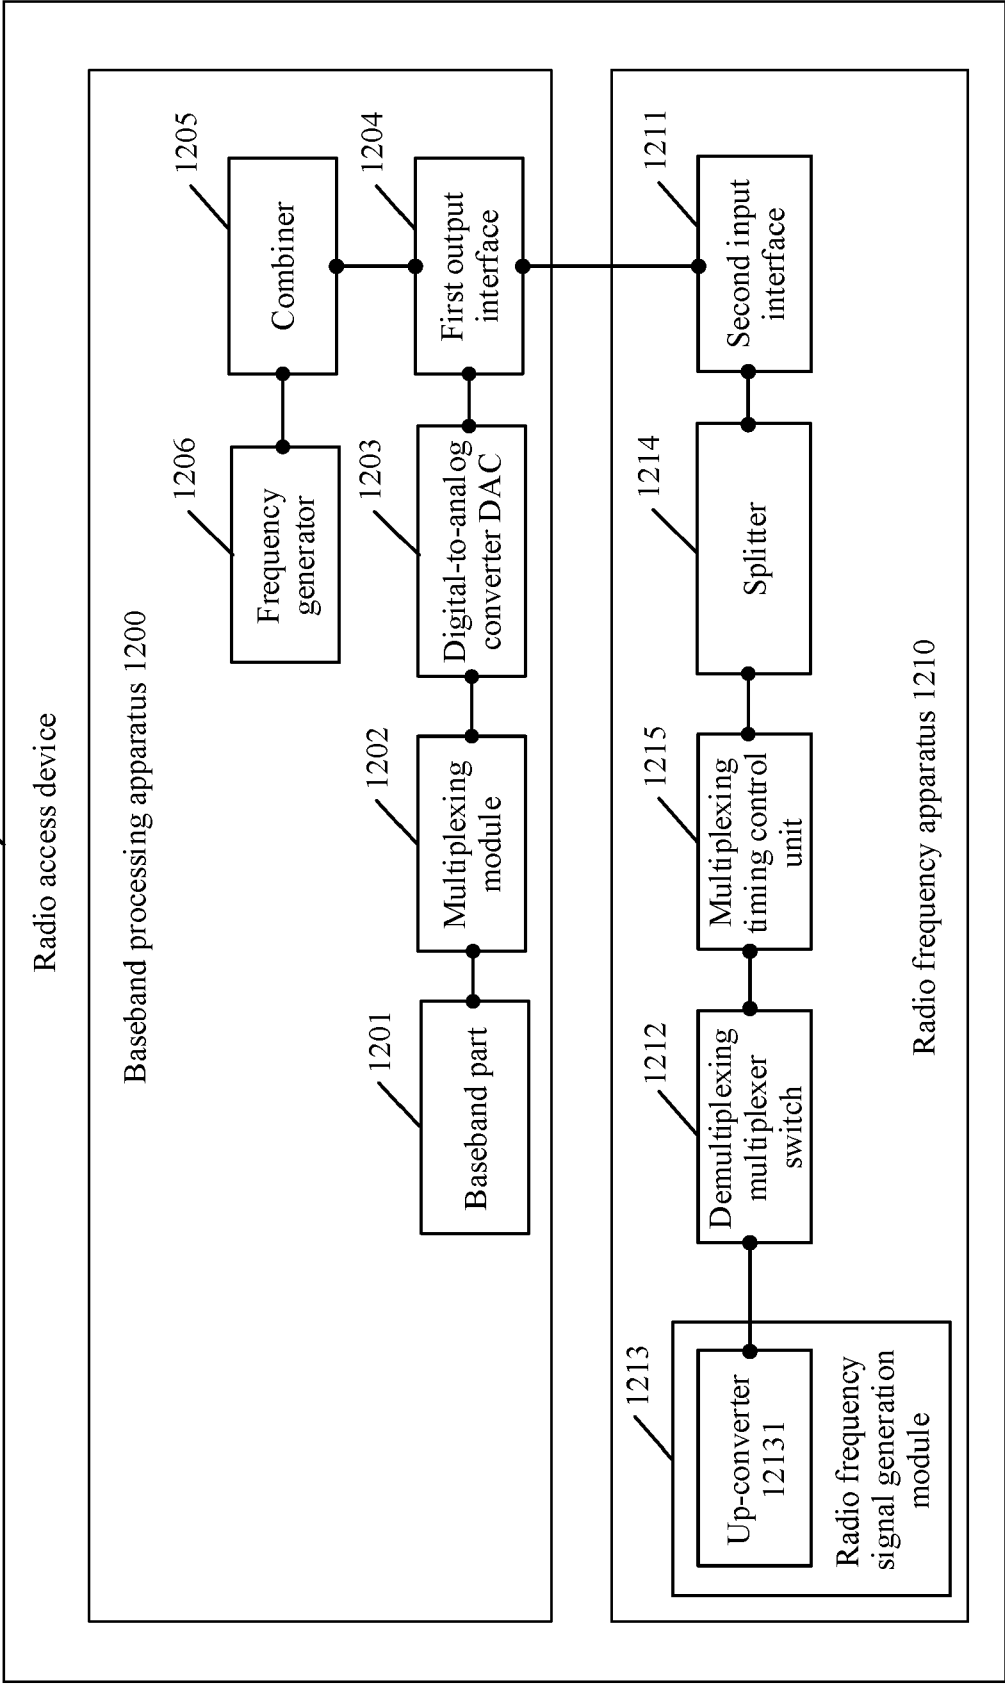 Radio access device
Baseband processing apparatus 1200
1206
Frequency
generator
1205
Combiner
1201
Baseband part
1202
Multiplexing
module
1203
Digital-to-analog
converter DAC
1204
First output
interface
1213
Up-converter
12131
Radio frequency
signal generation
module
1212
Demultiplexing
multiplexer
switch
1215
Multiplexing
timing control
unit
1214
Splitter
1211
Second input
interface
Radio frequency apparatus 1210